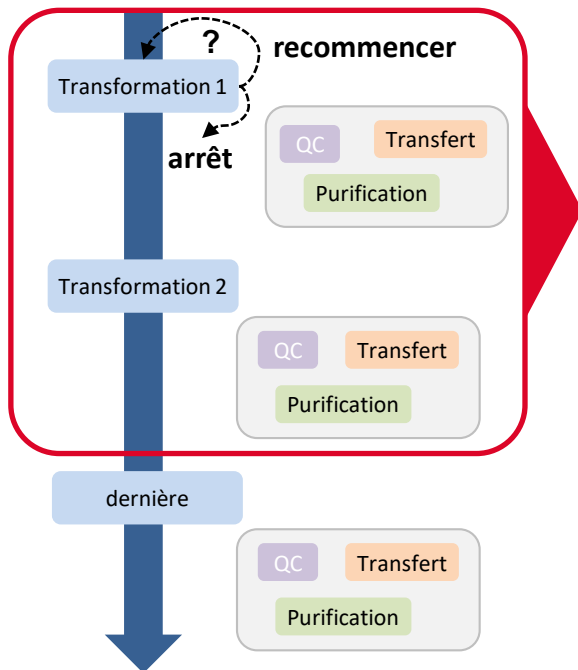 ?
recommencer
Transformation 1
arrêt
QC
Transfert
Purification
Transformation 2
QC
Transfert
Purification
dernière
QC
Transfert
Purification